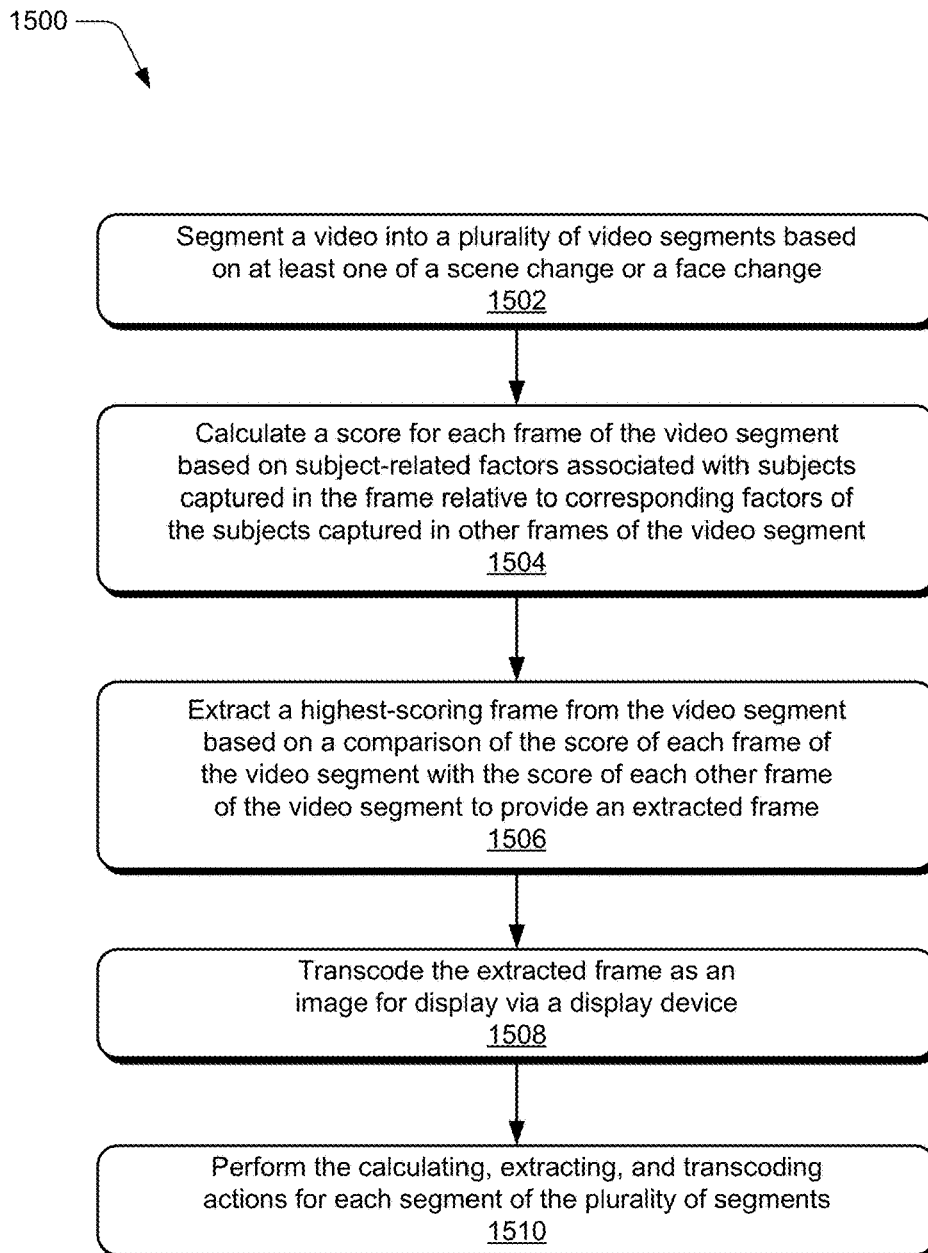 1500
Segment a video into a plurality of video segments based
on at least one of a scene change or a face change
1502
Calculate a score for each frame of the video segment
based on subject-related factors associated with subjects
captured in the frame relative to corresponding factors of
the subjects captured in other frames of the video segment
1504
Extract a highest-scoring frame from the video segment
based on a comparison of the score of each frame of
the video segment with the score of each other frame
of the video segment to provide an extracted frame
1506
Transcode the extracted frame as an
image for display via a display device
1508
Perform the calculating, extracting, and transcoding
actions for each segment of the plurality of segments
1510